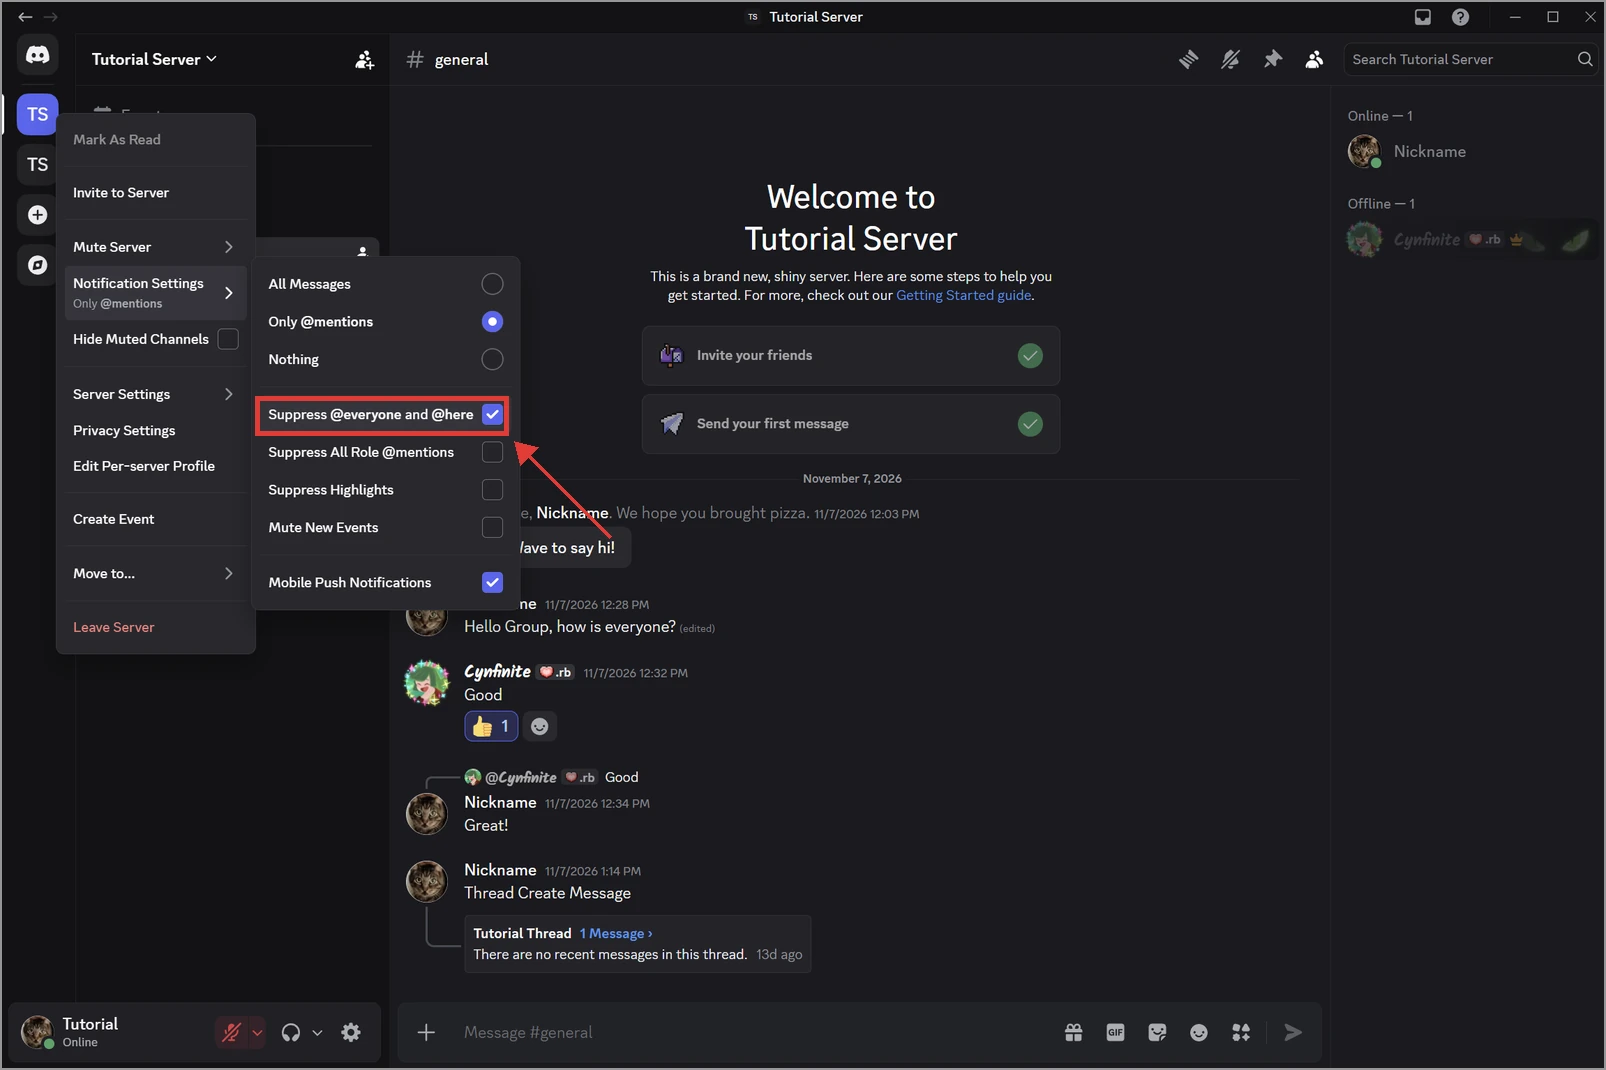 TS Tutorial Server
Tutorial Server
general
Search Tutorial Server
TS
TS
Mark As Read
Invite to Server
Mute Server
Notification Settings
Only @mentions
Hide Muted Channels
Server Settings
Privacy Settings
Edit Per-server Profile
Create Event
Move to...
Leave Server
All Messages
Only @mentions
Nothing
Suppress @everyone and @here
Suppress All Role @mentions
Suppress Highlights
Mute New Events
Mobile Push Notifications
Welcome to
Tutorial Server
This is a brand new, shiny server. Here are some steps to help you
get started. For more, check out our Getting Started guide.
Invite your friends
Send your first message
November 7, 2026
Nickname. We hope you brought pizza. 11/7/2026 12:03 PM
to say hi!
11/7/2026 12:28 PM
Hello Group, how is everyone? (edited)
Cynfinite .rb 11/7/2026 12:32 PM
Good
1
@Cynfinite .rb Good
Nickname 11/7/2026 12:34 PM
Great!
Nickname 11/7/2026 1:14 PM
Thread Create Message
Tutorial Thread 1 Message ›
There are no recent messages in this thread. 13d ago
Message #general
GIF
Online — 1
Nickname
Offline — 1
Cynfinite .rb
Tutorial
Online